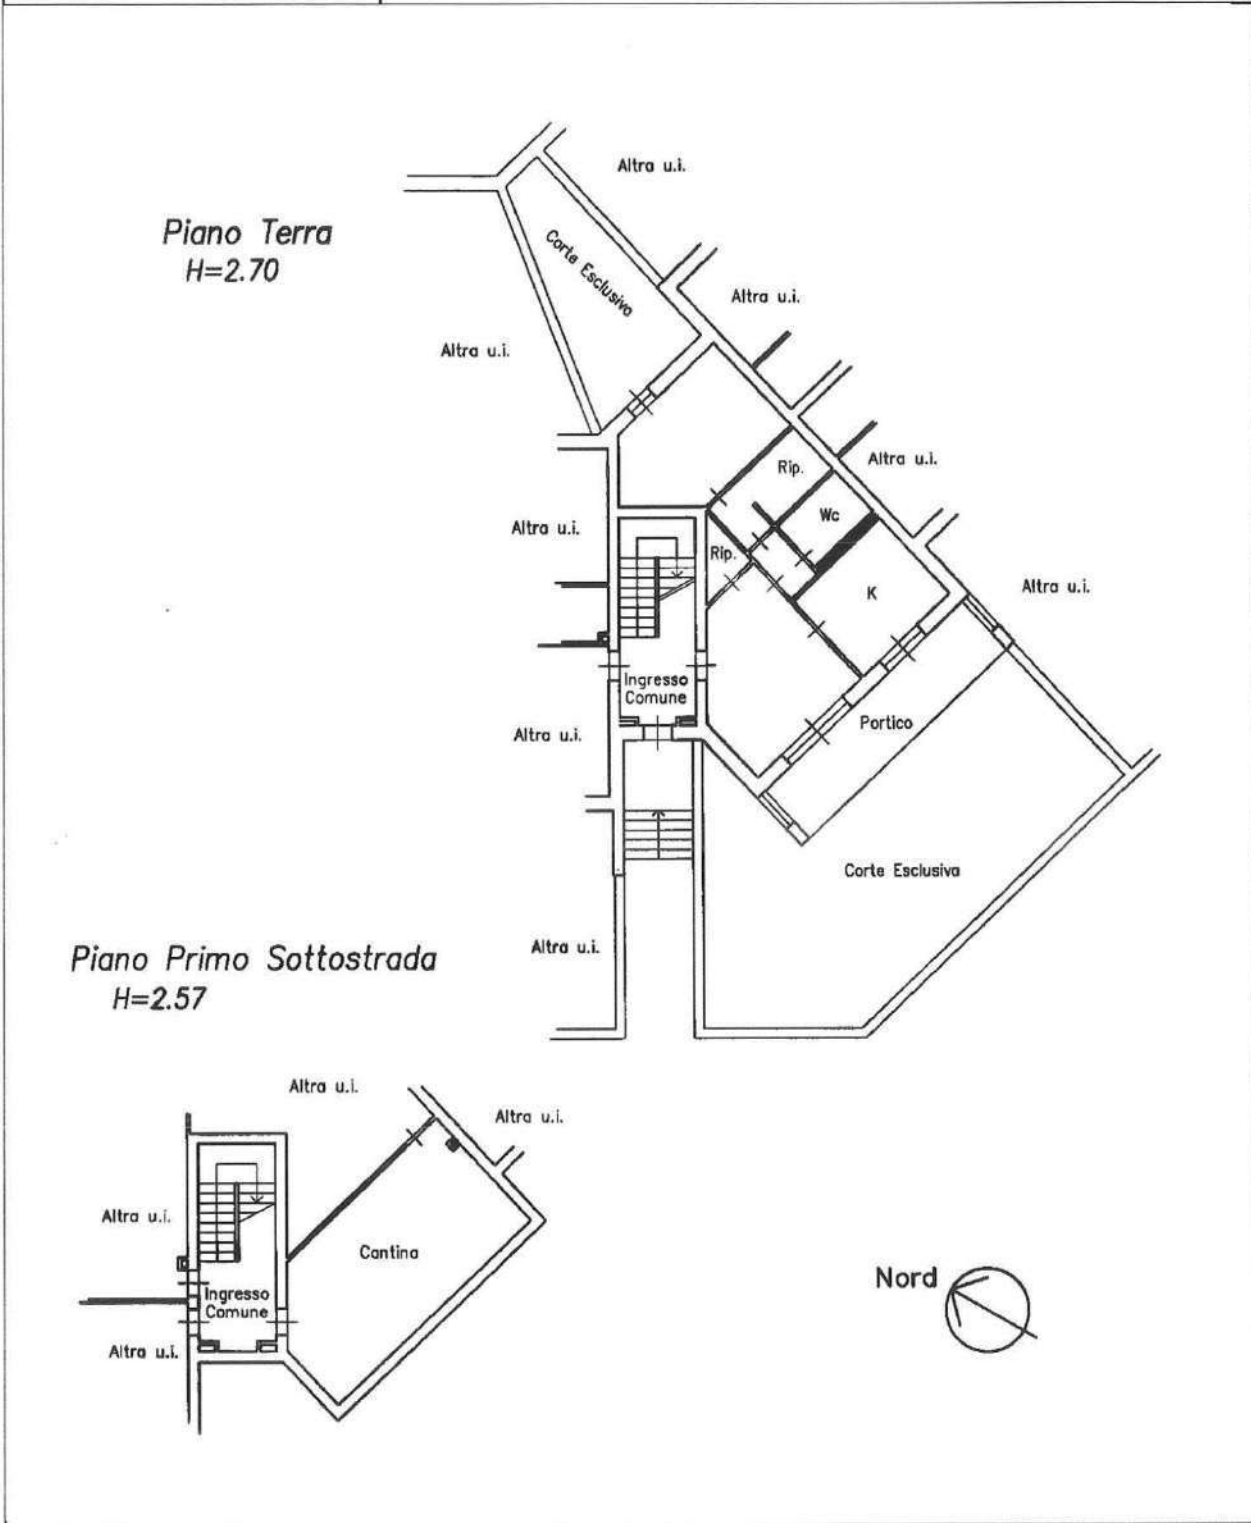 Altra u.i.
Piano Terra
H=2.70
Corte Esclusiva
Altra u.i.
Altra u.i.
Altra u.i.
Rip.
Wc
Altra u.i.
Rip.
K
Altra u.i.
Ingresso
Comune
Portico
Altra u.i.
Corte Esclusiva
Piano Primo Sottostrada
H=2.57
Altra u.i.
Altra u.i.
Altra u.i.
Altra u.i.
Cantina
Ingresso
Comune
Altra u.i.
Nord